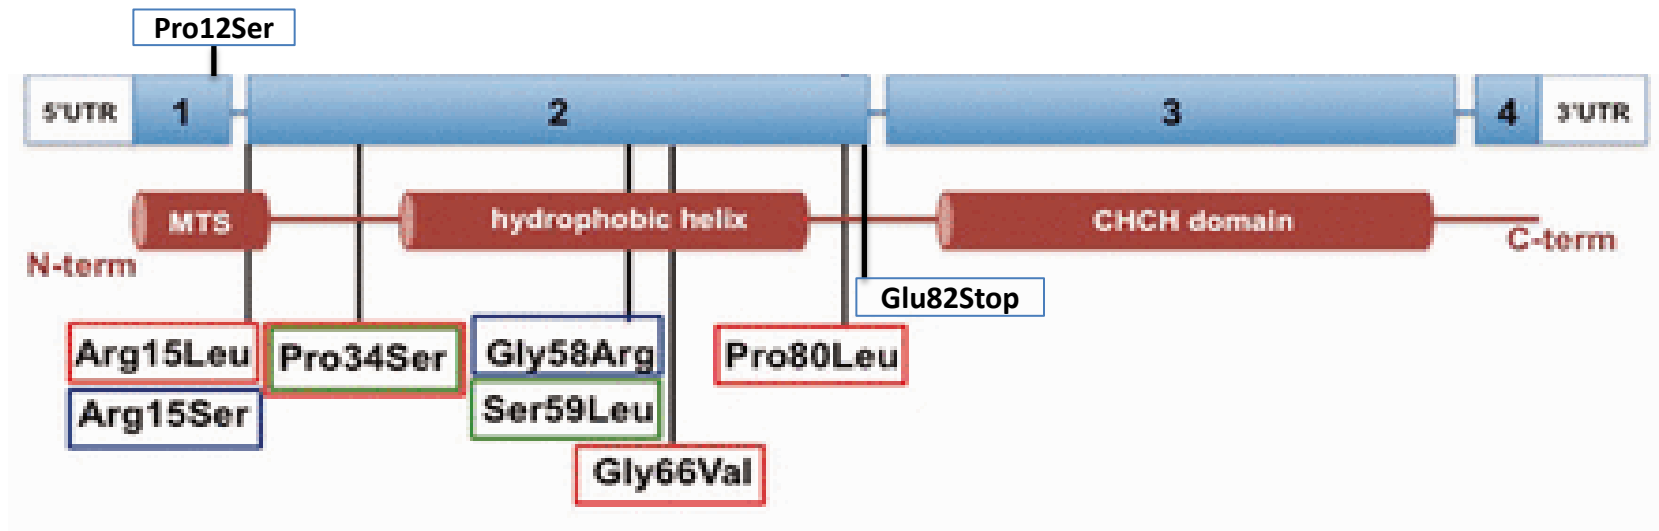 Pro12Ser
5'UTR 1 2 3 4 3'UTR
MTS hydrophobic helix CHCH domain
N-term C-term
Glu82Stop
Arg15Leu Pro34Ser Gly58Arg Pro80Leu
Arg15Ser Ser59Leu
Gly66Val